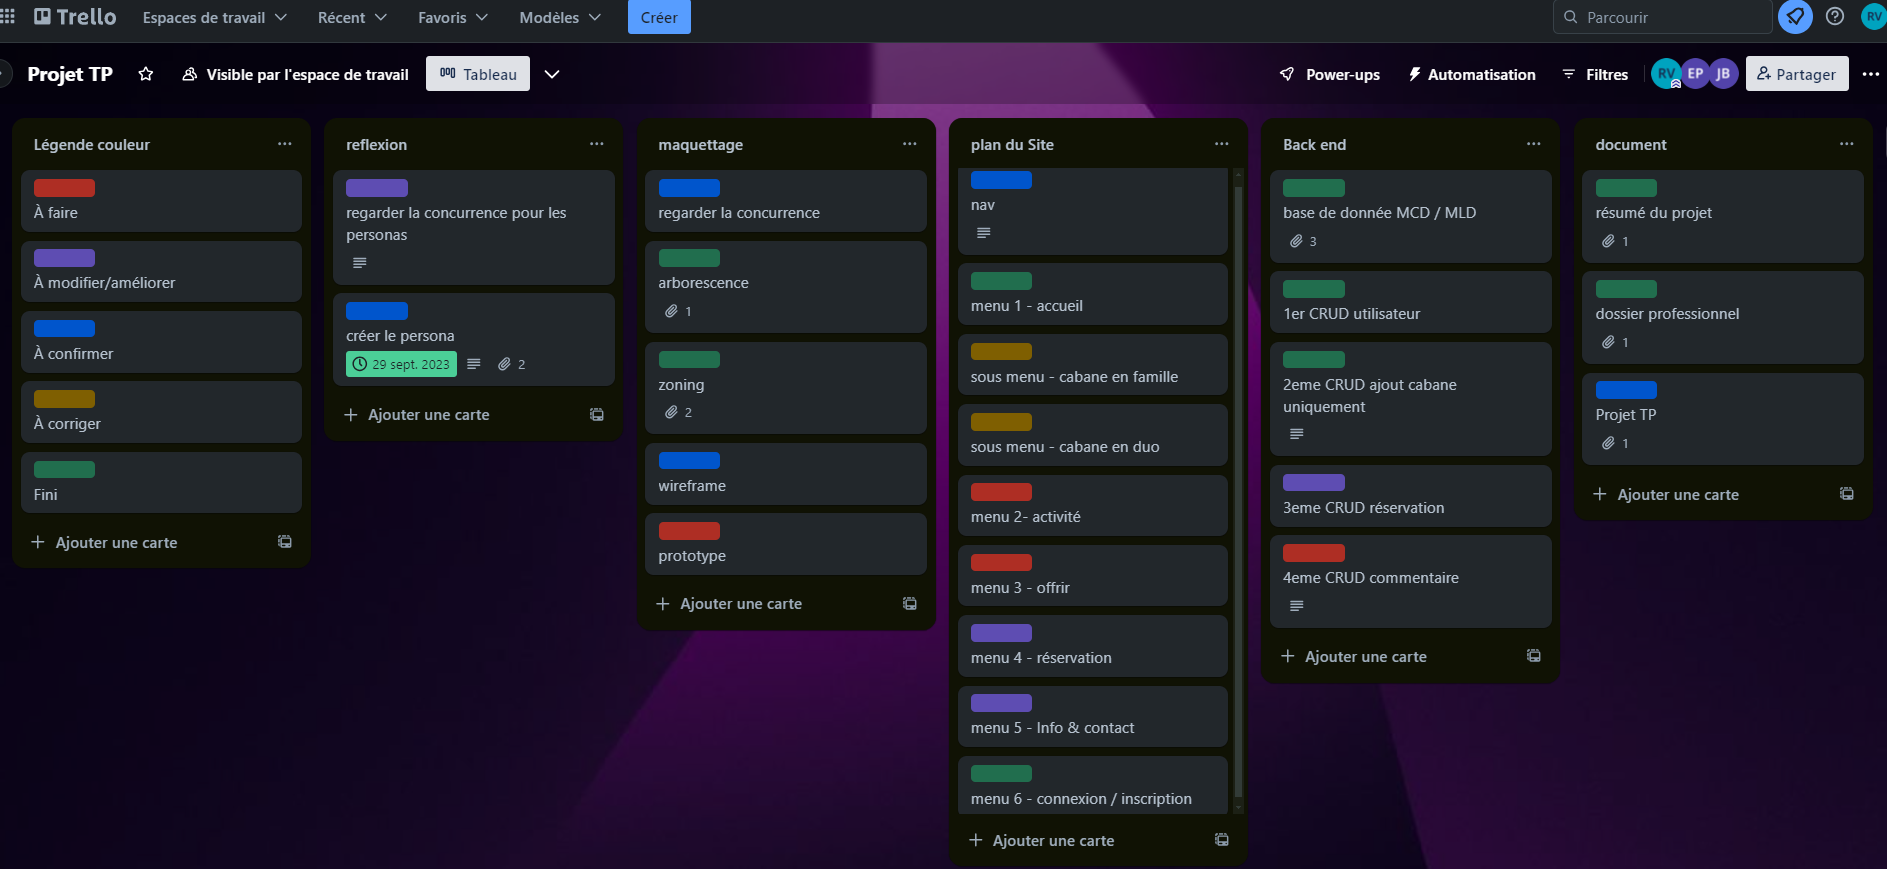 Trello
Espaces de travail
Récent
Favoris
Modèles
Créer
Parcourir
RV
Projet TP
Visible par l'espace de travail
Tableau
Power-ups
Automatisation
Filtres
RV
EP
JB
Partager
Légende couleur
À faire
À modifier/améliorer
À confirmer
À corriger
Fini
Ajouter une carte
reflexion
regarder la concurrence pour les
personas
créer le persona
29 sept. 2023
2
Ajouter une carte
maquettage
regarder la concurrence
arborescence
1
zoning
2
wireframe
prototype
Ajouter une carte
plan du Site
nav
menu 1 - accueil
sous menu - cabane en famille
sous menu - cabane en duo
menu 2- activité
menu 3 - offrir
menu 4 - réservation
menu 5 - Info & contact
menu 6 - connexion / inscription
Ajouter une carte
Back end
base de donnée MCD / MLD
3
1er CRUD utilisateur
2eme CRUD ajout cabane
uniquement
3eme CRUD réservation
4eme CRUD commentaire
Ajouter une carte
document
résumé du projet
1
dossier professionnel
1
Projet TP
1
Ajouter une carte